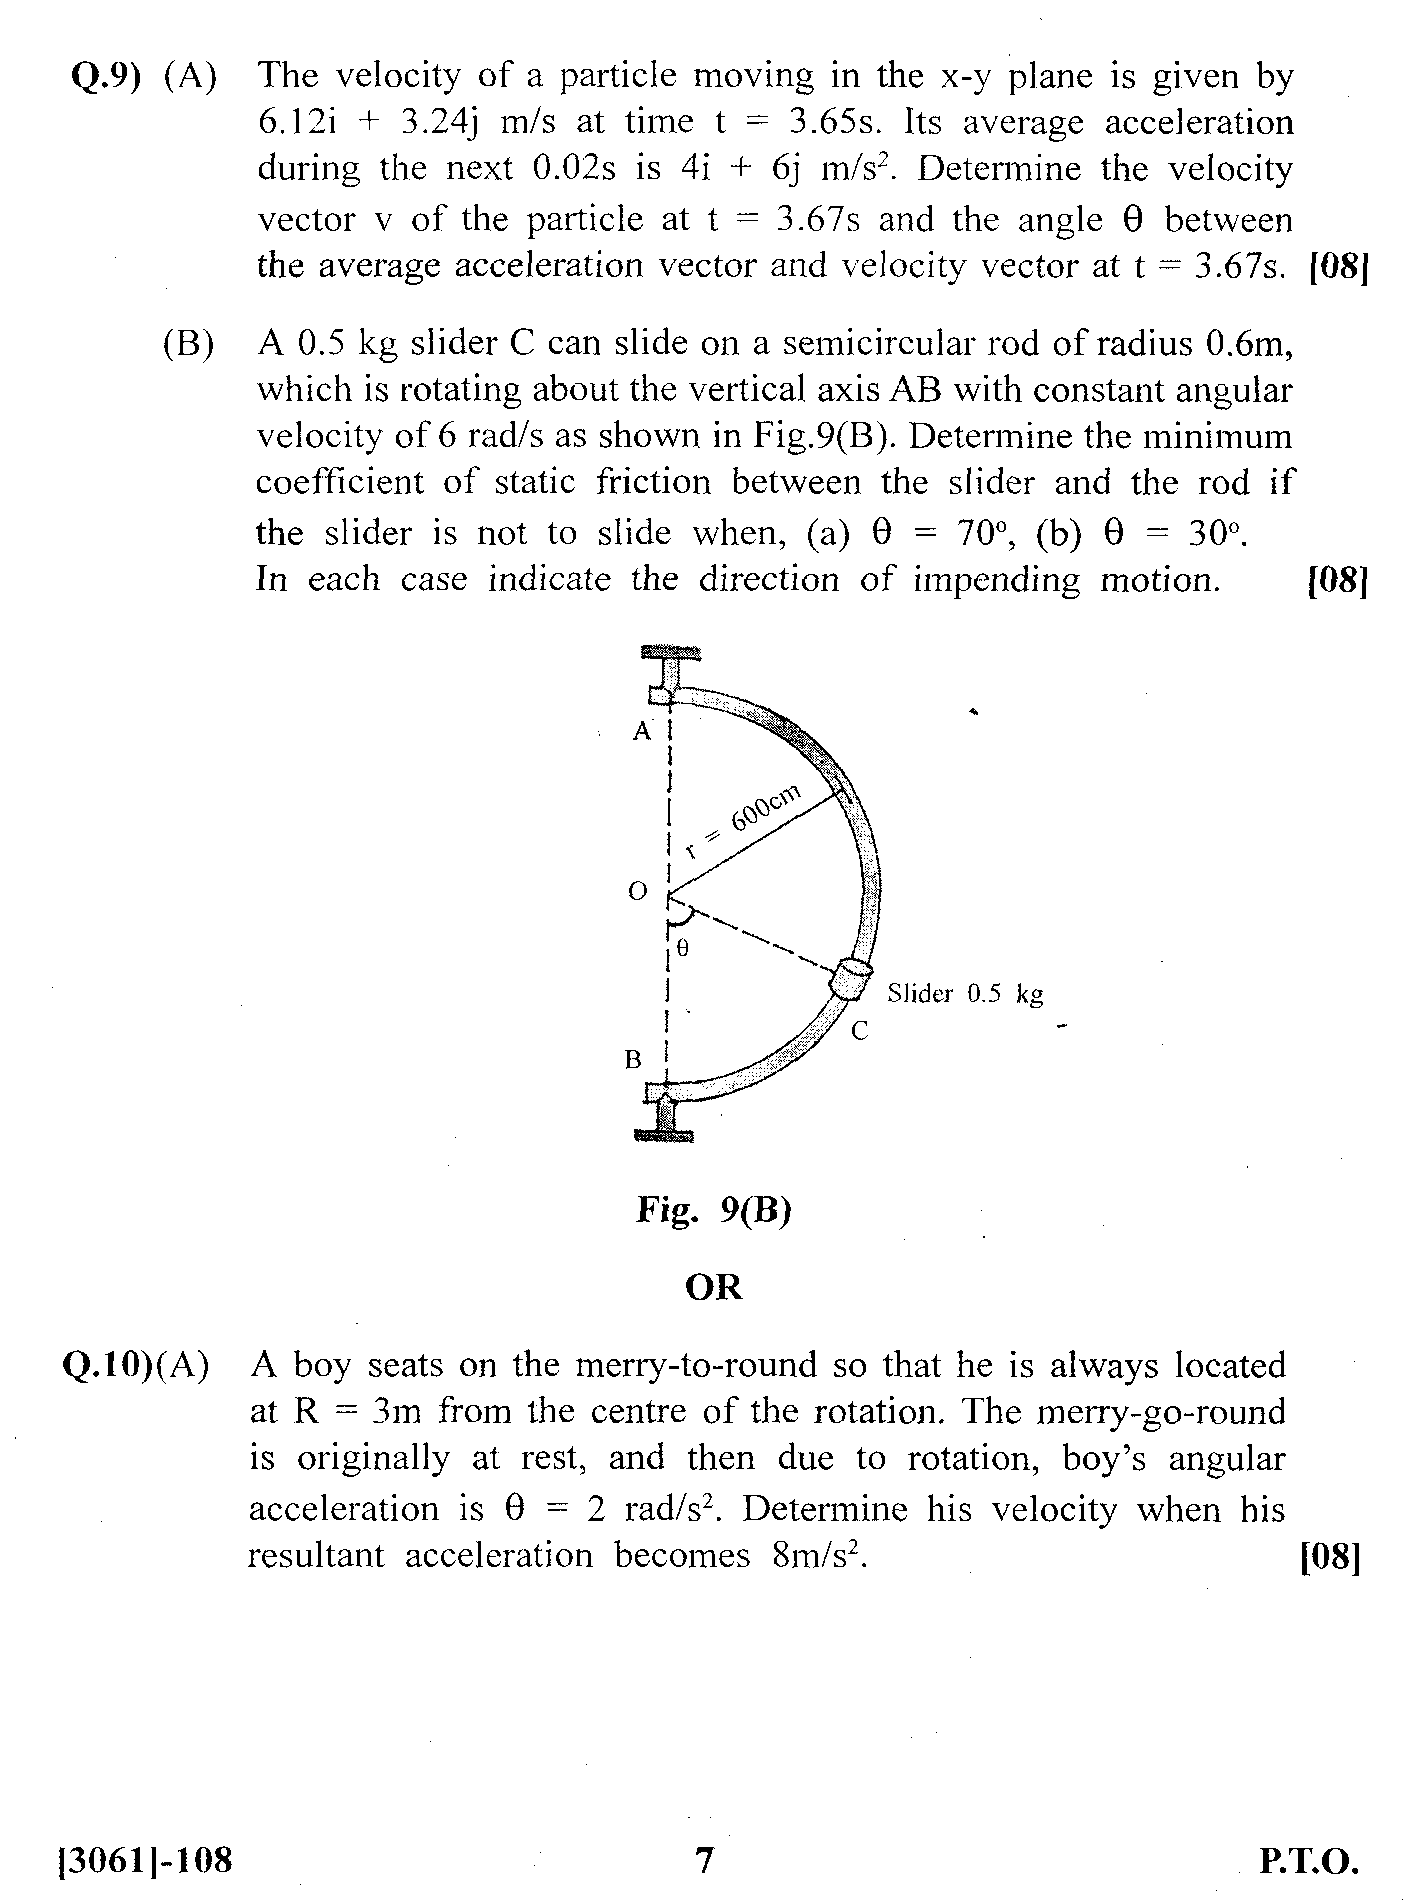 Q.9) (A) The velocity of a particle moving in the x-y plane is given by
6.12i + 3.24j m/s at time t = 3.65s. Its average acceleration
during the next 0.02s is 4i + 6j m/s². Determine the velocity
vector v of the particle at t = 3.67s and the angle θ between
the average acceleration vector and velocity vector at t = 3.67s. [08]
(B) A 0.5 kg slider C can slide on a semicircular rod of radius 0.6m,
which is rotating about the vertical axis AB with constant angular
velocity of 6 rad/s as shown in Fig.9(B). Determine the minimum
coefficient of static friction between the slider and the rod if
the slider is not to slide when, (a) θ = 70°, (b) θ = 30°.
In each case indicate the direction of impending motion. [08]
A
r = 600cm
O
θ
Slider 0.5 kg
C
B
Fig. 9(B)
OR
Q.10)(A) A boy seats on the merry-to-round so that he is always located
at R = 3m from the centre of the rotation. The merry-go-round
is originally at rest, and then due to rotation, boy's angular
acceleration is θ = 2 rad/s². Determine his velocity when his
resultant acceleration becomes 8m/s². [08]
[3061]-108 7 P.T.O.